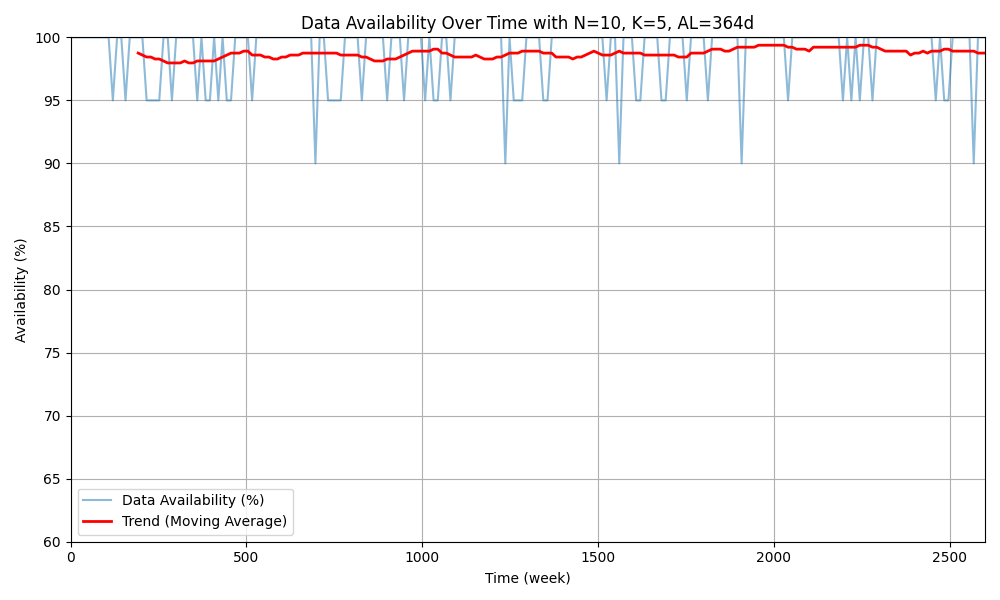 Data Availability Over Time with N=10, K=5, AL=364d
Availability (%)
100
95
90
85
80
75
70
65
60
Data Availability (%)
Trend (Moving Average)
0 500 1000 1500 2000 2500
Time (week)